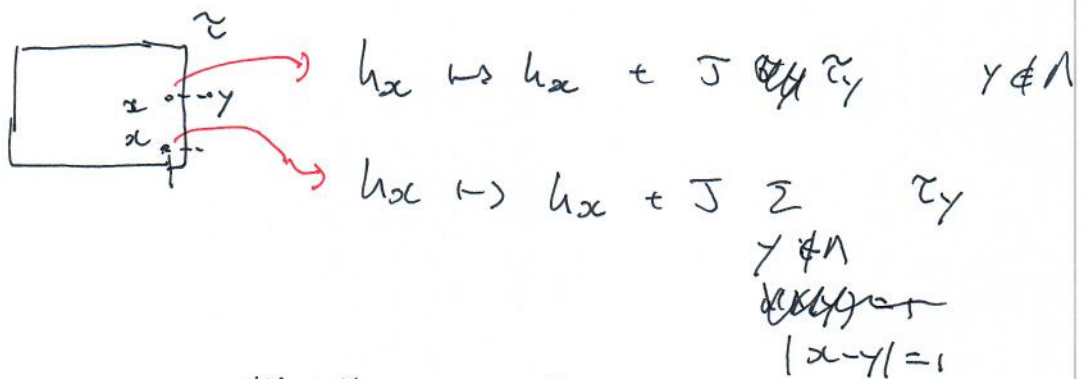 τ
h_x ↦ h_x + J τ_y y ∉ Λ
x y
x
h_x ↦ h_x + J Σ τ_y
y ∉ Λ
|x-y|=1